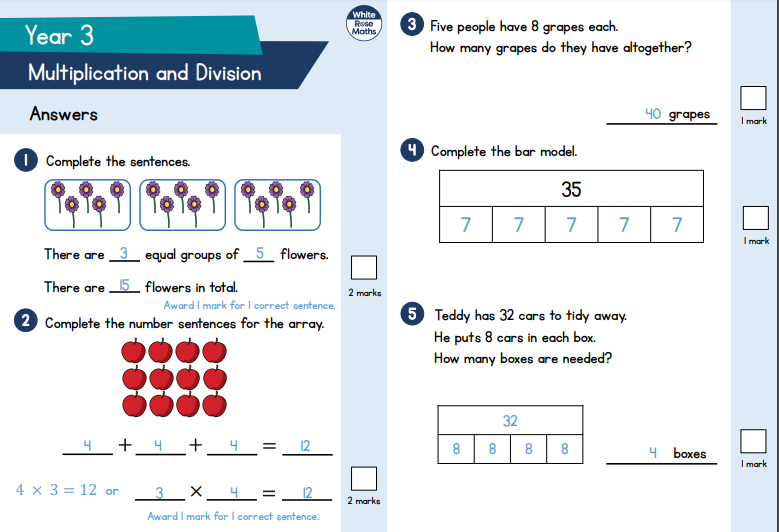 Year 3
Multiplication and Division
Answers
White
Rose
Maths
1 Complete the sentences.
There are 3 equal groups of 5 flowers.
There are 15 flowers in total.
2 marks
Award 1 mark for 1 correct sentence.
2 Complete the number sentences for the array.
4 + 4 + 4 = 12
4 × 3 = 12 or 3 × 4 = 12
2 marks
Award 1 mark for 1 correct sentence.
3 Five people have 8 grapes each.
How many grapes do they have altogether?
40 grapes
1 mark
4 Complete the bar model.
35
7 7 7 7 7
1 mark
5 Teddy has 32 cars to tidy away.
He puts 8 cars in each box.
How many boxes are needed?
32
8 8 8 8
4 boxes
1 mark